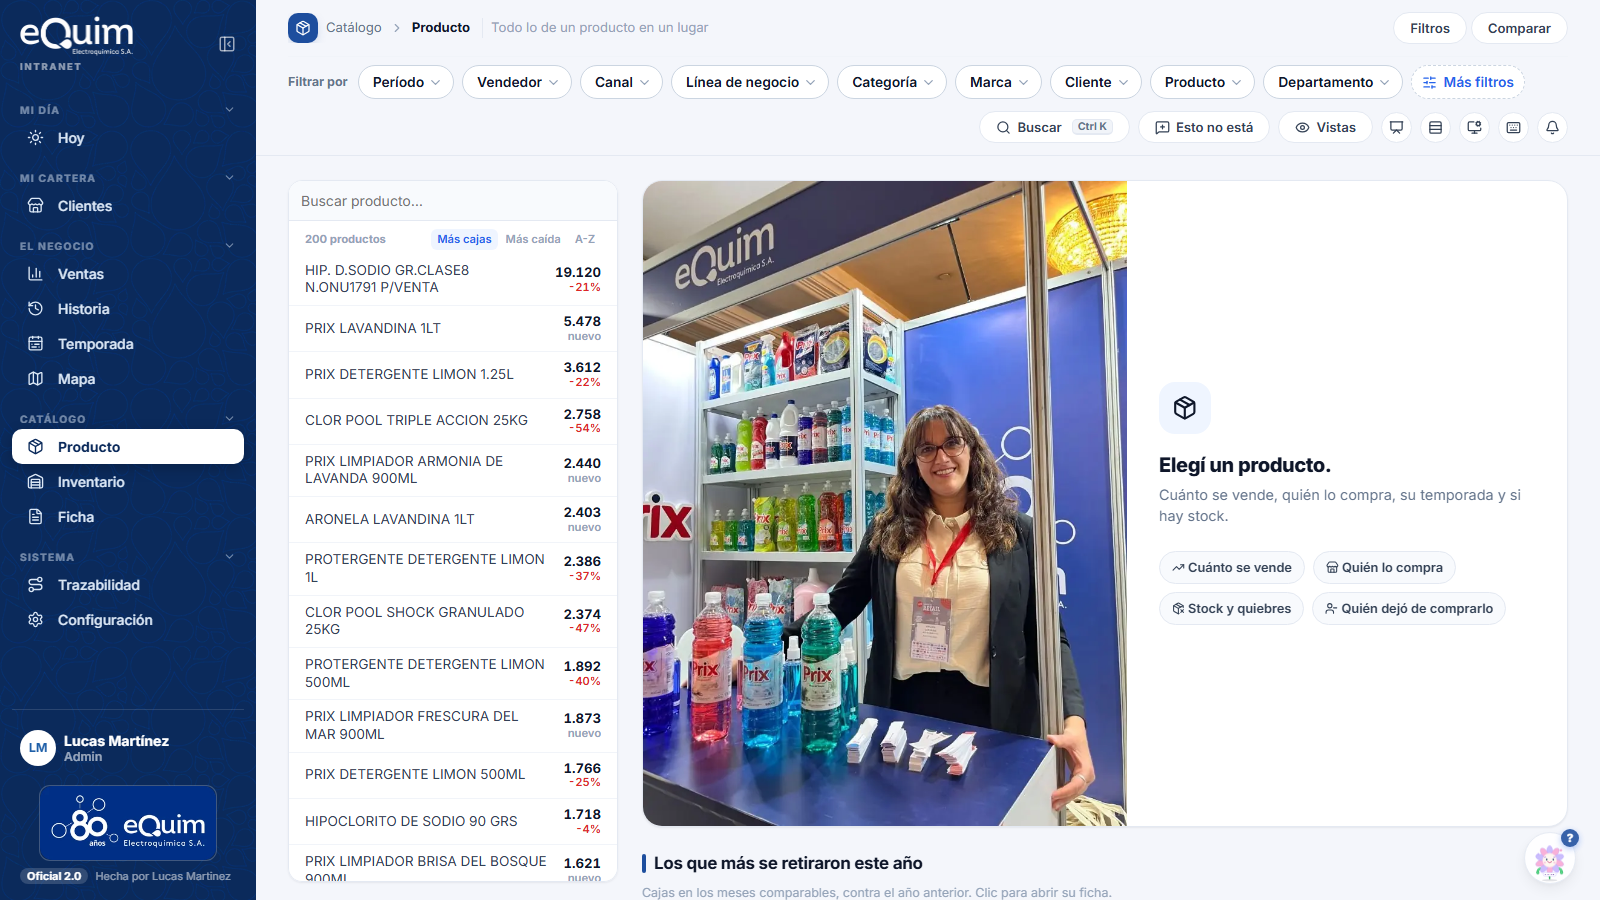 eQuim
Electroquímica S.A.
INTRANET
MI DÍA
Hoy
MI CARTERA
Clientes
EL NEGOCIO
Ventas
Historia
Temporada
Mapa
CATÁLOGO
Producto
Inventario
Ficha
SISTEMA
Trazabilidad
Configuración
LM
Lucas Martínez
Admin
80 años
eQuim
Electroquímica S.A.
Oficial 2.0
Hecha por Lucas Martinez
Catálogo
Producto
Todo lo de un producto en un lugar
Filtros
Comparar
Filtrar por
Período
Vendedor
Canal
Línea de negocio
Categoría
Marca
Cliente
Producto
Departamento
Más filtros
Buscar
Ctrl K
Esto no está
Vistas
Buscar producto...
200 productos
Más cajas
Más caída
A-Z
HIP. D.SODIO GR.CLASE8
N.ONU1791 P/VENTA
19.120
-21%
PRIX LAVANDINA 1LT
5.478
nuevo
PRIX DETERGENTE LIMON 1.25L
3.612
-22%
CLOR POOL TRIPLE ACCION 25KG
2.758
-54%
PRIX LIMPIADOR ARMONIA DE
LAVANDA 900ML
2.440
nuevo
ARONELA LAVANDINA 1LT
2.403
nuevo
PROTERGENTE DETERGENTE LIMON
1L
2.386
-37%
CLOR POOL SHOCK GRANULADO
25KG
2.374
-47%
PROTERGENTE DETERGENTE LIMON
500ML
1.892
-40%
PRIX LIMPIADOR FRESCURA DEL
MAR 900ML
1.873
nuevo
PRIX DETERGENTE LIMON 500ML
1.766
-25%
HIPOCLORITO DE SODIO 90 GRS
1.718
-4%
PRIX LIMPIADOR BRISA DEL BOSQUE
900ML
1.621
nuevo
eQuim
Electroquímica S.A.
rix
Prix
Prix
Prix
Elegí un producto.
Cuánto se vende, quién lo compra, su temporada y si
hay stock.
Cuánto se vende
Quién lo compra
Stock y quiebres
Quién dejó de comprarlo
Los que más se retiraron este año
Cajas en los meses comparables, contra el año anterior. Clic para abrir su ficha.
?